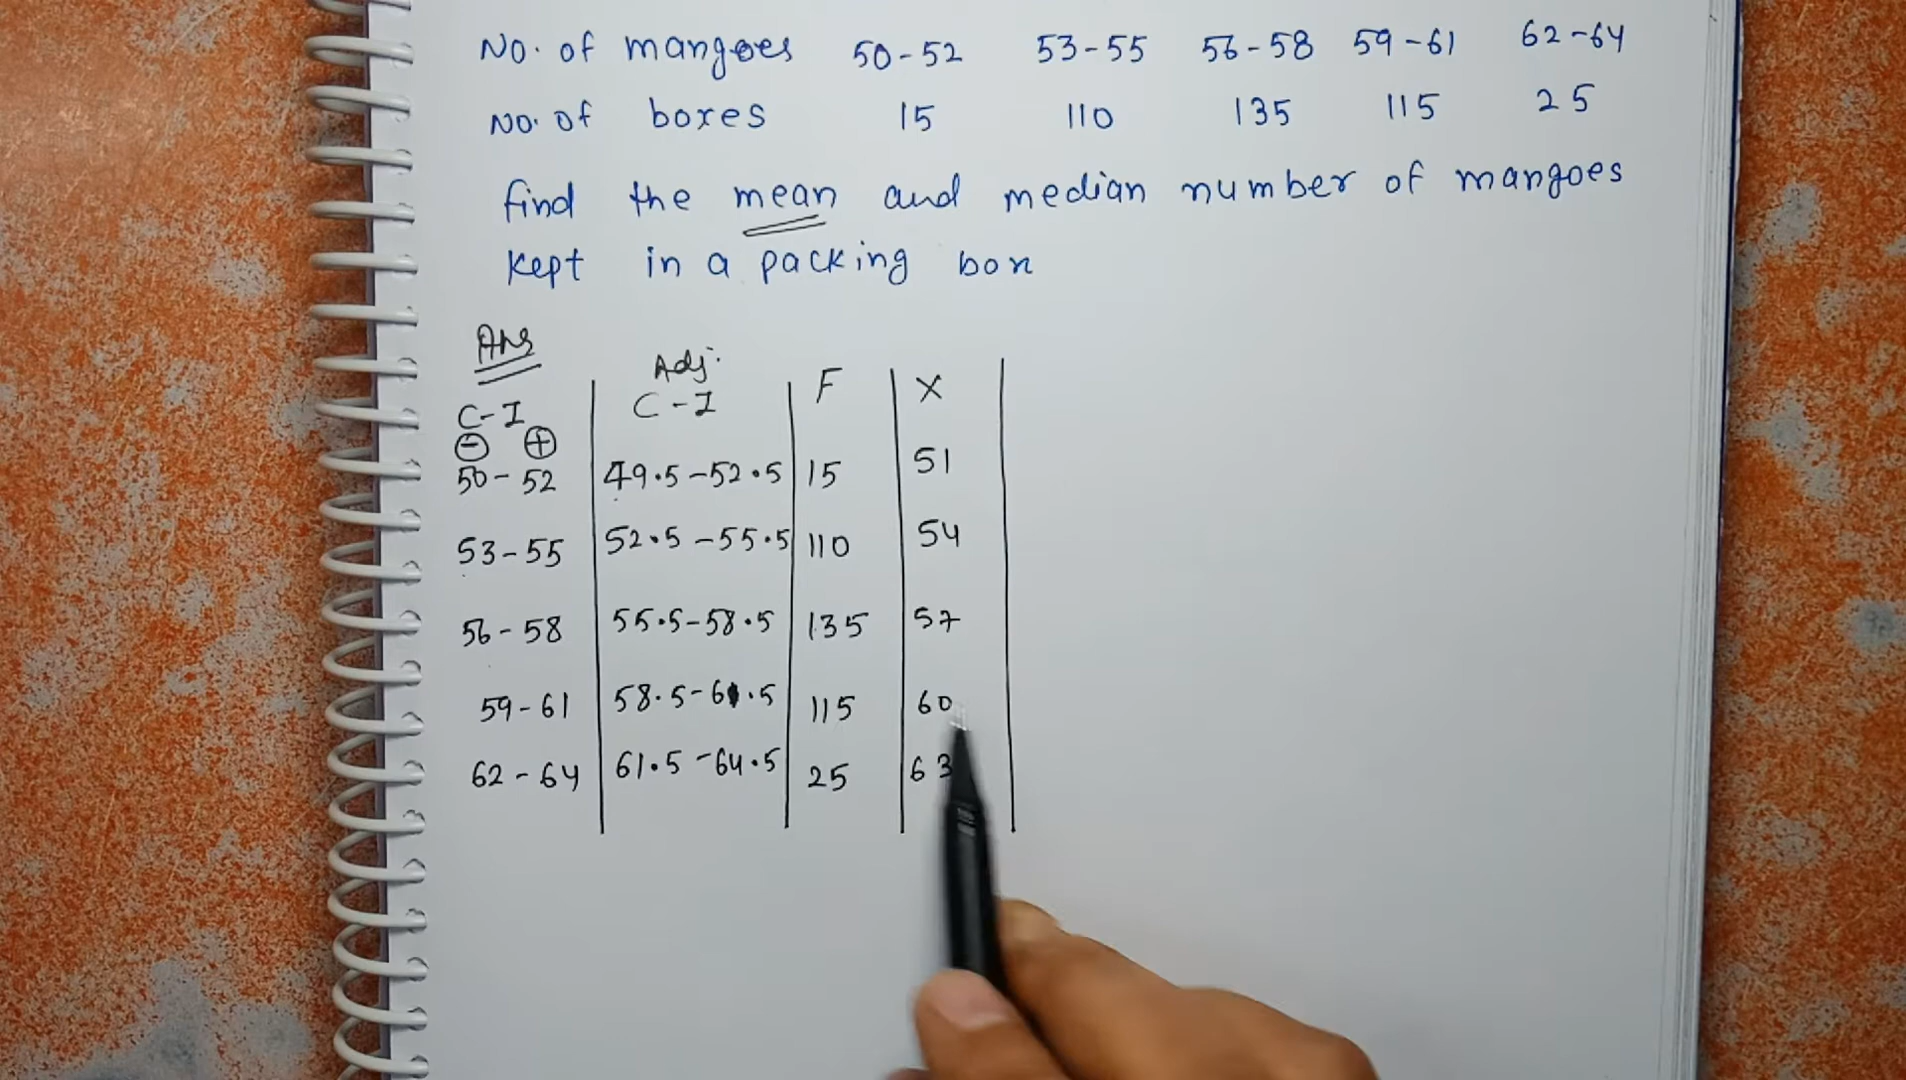 No. of mangoes 50-52 53-55 56-58 59-61 62-64
No. of boxes 15 110 135 115 25
find the mean and median number of mangoes
kept in a packing box
Ans
C-I Adj. C-I F X
- +
50-52 49.5-52.5 15 51
53-55 52.5-55.5 110 54
56-58 55.5-58.5 135 57
59-61 58.5-61.5 115 60
62-64 61.5-64.5 25 63